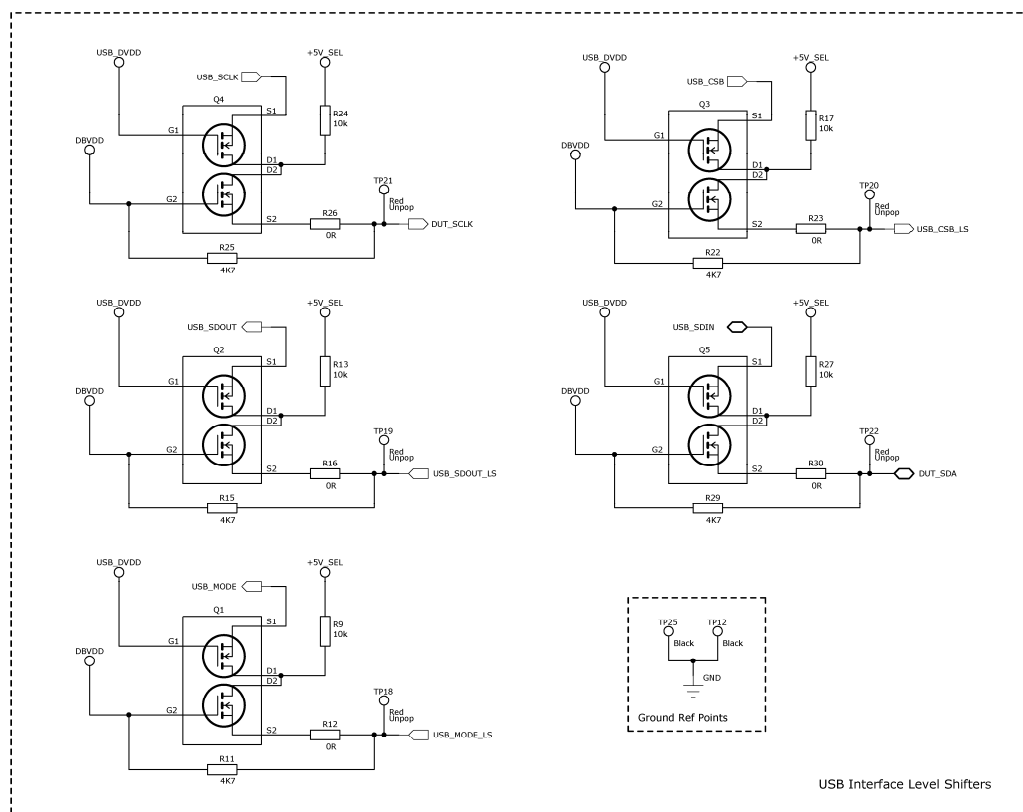 USB_DVDD
+5V_SEL
USB_SCLK
Q4
S1
R24
10k
G1
DBVDD
D1
D2
TP21
Red
Unpop
G2
S2
R26
0R
DUT_SCLK
R25
4K7
USB_DVDD
+5V_SEL
USB_CSB
Q3
S1
R17
10k
G1
DBVDD
D1
D2
TP20
Red
Unpop
G2
S2
R23
0R
USB_CSB_LS
R22
4K7
USB_DVDD
+5V_SEL
USB_SDOUT
Q2
S1
R13
10k
G1
DBVDD
D1
D2
TP19
Red
Unpop
G2
S2
R16
0R
USB_SDOUT_LS
R15
4K7
USB_DVDD
+5V_SEL
USB_SDIN
Q5
S1
R27
10k
G1
DBVDD
D1
D2
TP22
Red
Unpop
G2
S2
R30
0R
DUT_SDA
R29
4K7
USB_DVDD
+5V_SEL
USB_MODE
Q1
S1
R9
10k
G1
DBVDD
D1
D2
TP18
Red
Unpop
G2
S2
R12
0R
USB_MODE_LS
R11
4K7
TP25
TP12
Black
Black
GND
Ground Ref Points
USB Interface Level Shifters